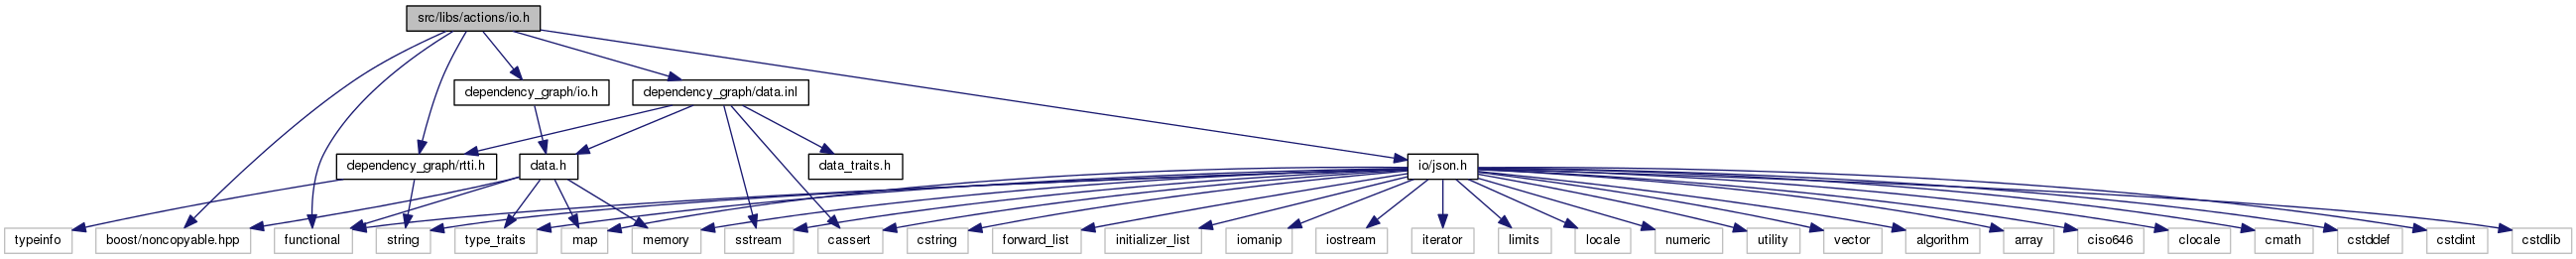 src/libs/actions/io.h
dependency_graph/io.h
dependency_graph/data.inl
dependency_graph/rtti.h
data.h
data_traits.h
io/json.h
typeinfo
boost/noncopyable.hpp
functional
string
type_traits
map
memory
sstream
cassert
cstring
forward_list
initializer_list
iomanip
iostream
iterator
limits
locale
numeric
utility
vector
algorithm
array
ciso646
clocale
cmath
cstddef
cstdint
cstdlib